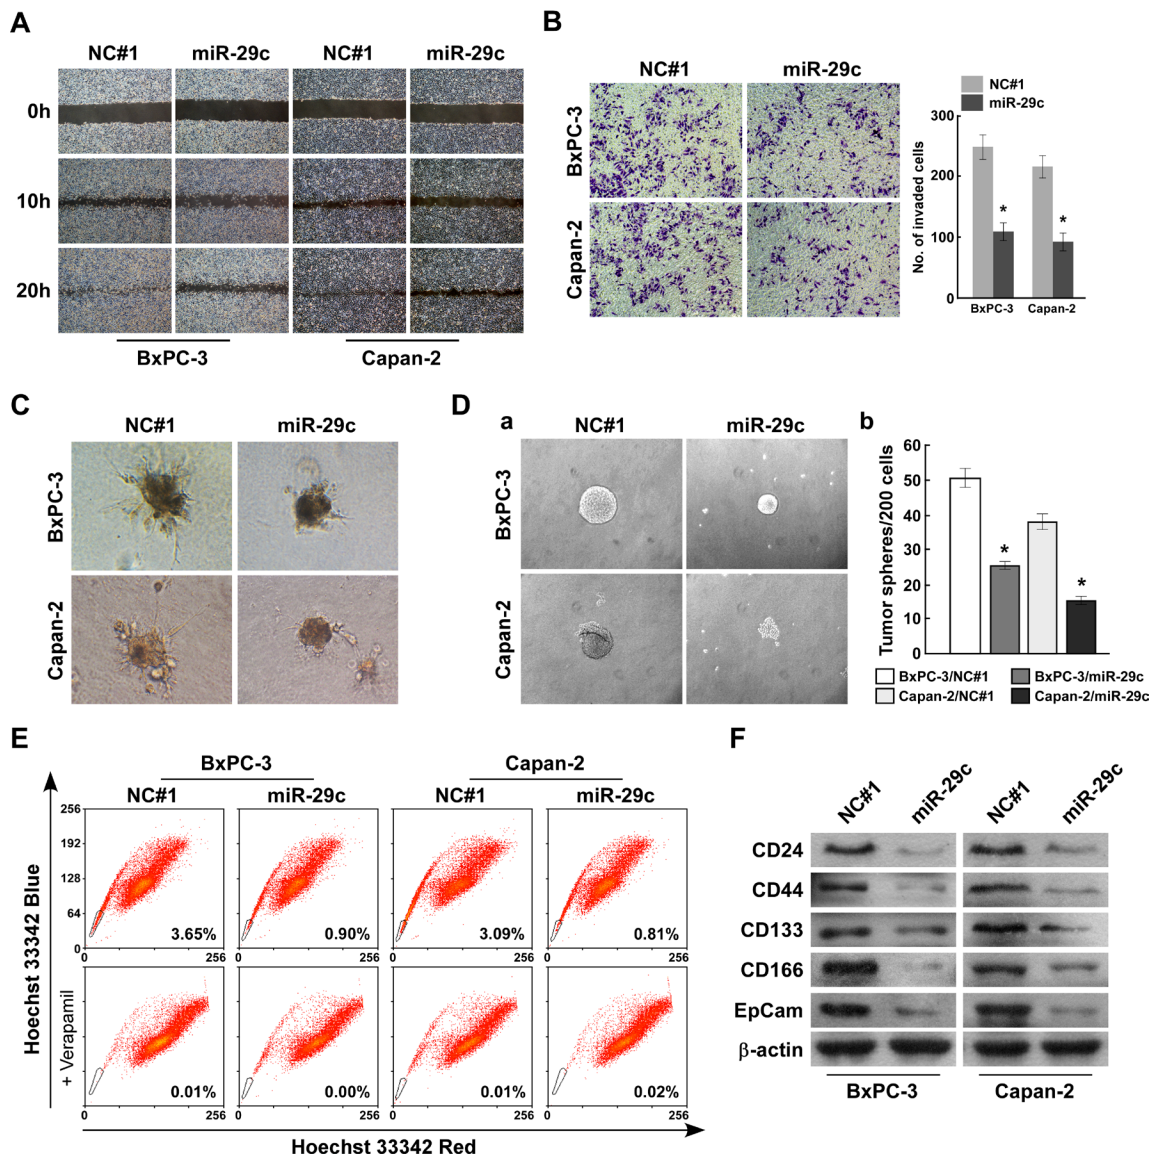 A
NC#1 miR-29c NC#1 miR-29c
0h
10h
20h
BxPC-3 Capan-2
B
NC#1 miR-29c
BxPC-3
Capan-2
NC#1
miR-29c
No. of invaded cells
300
200
100
0
* *
BxPC-3 Capan-2
C
NC#1 miR-29c
BxPC-3
Capan-2
D
a
NC#1 miR-29c
BxPC-3
Capan-2
b
Tumor spheres/200 cells
60
50
40
30
20
10
0
* *
BxPC-3/NC#1 BxPC-3/miR-29c
Capan-2/NC#1 Capan-2/miR-29c
E
BxPC-3 Capan-2
NC#1 miR-29c NC#1 miR-29c
Hoechst 33342 Blue
256
192
128
64
0
3.65% 0.90% 3.09% 0.81%
0 256 0 256 0 256 0 256
+ Verapamil
0.01% 0.00% 0.01% 0.02%
0 256 0 256 0 256 0 256
Hoechst 33342 Red
F
NC#1 miR-29c NC#1 miR-29c
CD24
CD44
CD133
CD166
EpCam
β-actin
BxPC-3 Capan-2